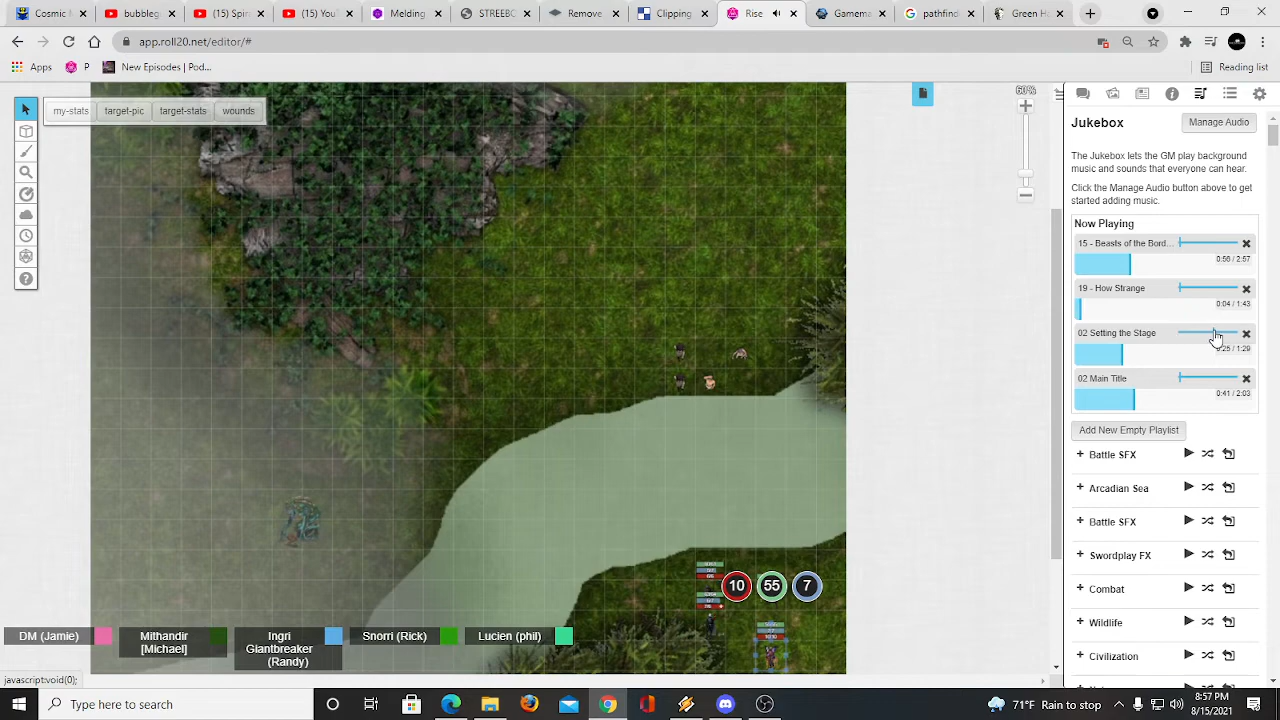 Cosmic
bubbleg
(15) Spiri
(15) You
Melding
STREEBC
Remove
Clipping
Rise
Gamema
pathfind
Green H
app.roll20.net/editor/#
Apps
P
New Episodes | Pod...
Reading list
my-stats
target-pic
target-stats
wounds
60%
Jukebox
Manage Audio
The Jukebox lets the GM play background
music and sounds that everyone can hear.
Click the Manage Audio button above to get
started adding music.
Now Playing
15 - Beasts of the Bord...
0:56 / 2:57
19 - How Strange
0:04 / 1:43
02 Setting the Stage
0:25 / 1:29
02 Main Title
0:41 / 2:03
Add New Empty Playlist
Battle SFX
Arcadian Sea
Battle SFX
Swordplay FX
Combat
Wildlife
Civilization
10
55
7
DM (Jamie)
Mithandir
[Michael]
Ingri
Giantbreaker
(Randy)
Snorri (Rick)
Lucien (phil)
javascript:void(0);
Type here to search
71°F Rain to stop
8:57 PM
8/15/2021